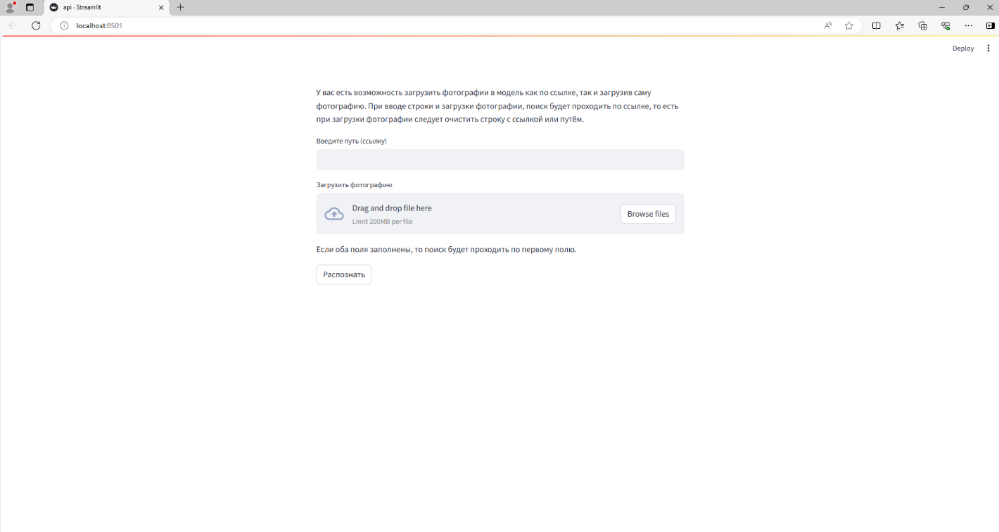 api · Streamlit
localhost:8501
Deploy
У вас есть возможность загрузить фотографии в модель как по ссылке, так и загрузив саму
фотографию. При вводе строки и загрузки фотографии, поиск будет проходить по ссылке, то есть
при загрузки фотографии следует очистить строку с ссылкой или путём.
Введите путь (ссылку)
Загрузить фотографию
Drag and drop file here
Limit 200MB per file
Browse files
Если оба поля заполнены, то поиск будет проходить по первому полю.
Распознать